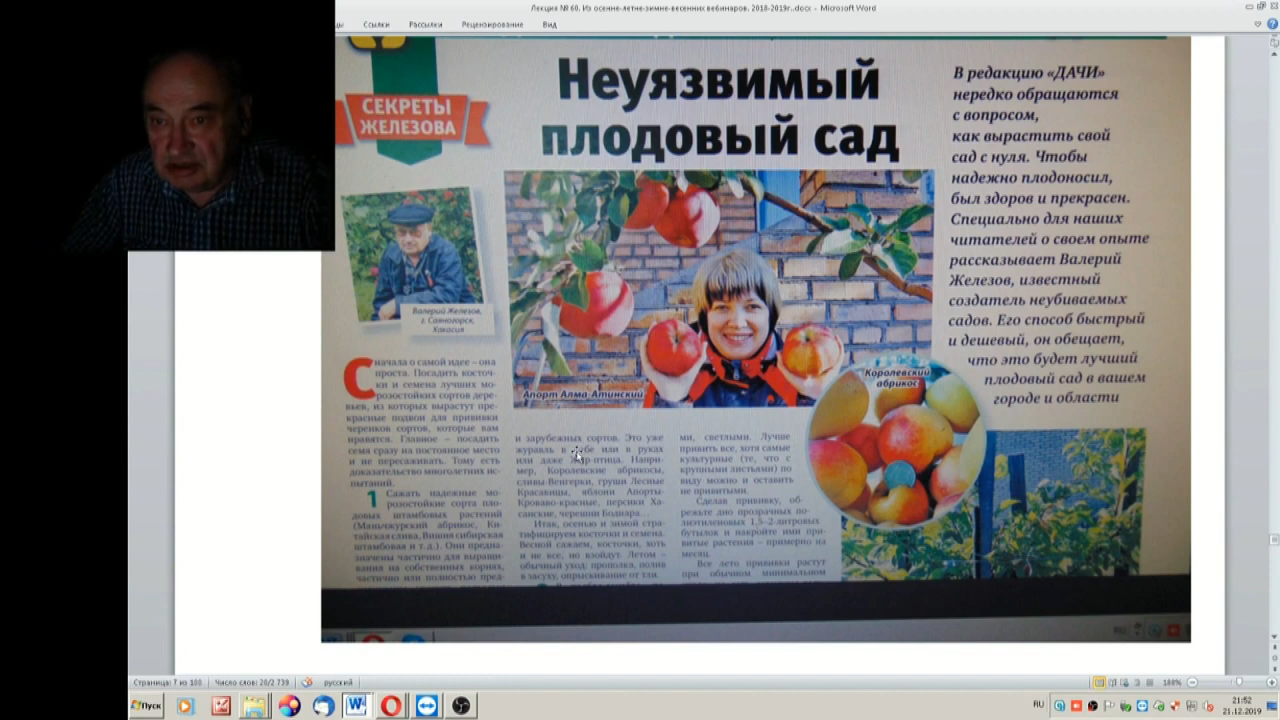 Лекция № 60. Из осенне-летне-зимне-весенних вебинаров. 2018-2019г..docx - Microsoft Word
Ссылки Рассылки Рецензирование Вид
СЕКРЕТЫ
ЖЕЛЕЗОВА
Неуязвимый
плодовый сад
В редакцию «ДАЧИ»
нередко обращаются
с вопросом,
как вырастить свой
сад с нуля. Чтобы
надежно плодоносил,
был здоров и прекрасен.
Специально для наших
читателей о своем опыте
рассказывает Валерий
Железов, известный
создатель неубиваемых
садов. Его способ быстрый
и дешевый, он обещает,
что это будет лучший
плодовый сад в вашем
городе и области
Валерий Железов,
г. Саяногорск,
Хакасия
Апорт Алма-Атинский
Королевский
абрикос
Сначала о самой идее – она
проста. Посадить косточ-
ки и семена лучших мо-
розостойких сортов дере-
вьев, из которых вырастут пре-
красные подвои для прививки
черенков сортов, которые вам
нравятся. Главное – посадить
семя сразу на постоянное место
и не пересаживать. Тому есть
доказательство многолетних ис-
пытаний.
1 Сажать надежные мо-
розостойкие сорта пло-
довых штамбовых растений
(Маньчжурский абрикос, Ки-
тайская слива, Вишня сибирская
штамбовая и т.д.). Они предна-
значены частично для выращи-
вания на собственных корнях,
частично или полностью пред-
и зарубежных сортов. Это уже
журавль в небе или в руках
или даже Жар-птица. Напри-
мер, Королевские абрикосы,
сливы Венгерки, груши Лесные
Красавицы, яблони Апорты
Кроваво-красные, персики Ха-
санские, черешни Боднара...
Итак, осенью и зимой стра-
тифицируем косточки и семена.
Весной сажаем, косточки, хоть
и не все, но взойдут. Летом –
обычный уход: прополка, полив
в засуху, опрыскивание от тли.
ми, светлыми. Лучше
привить все, хотя самые
культурные (те, что с
крупными листьями) по
виду можно и оставить
не привитыми.
Сделав прививку, об-
режьте дно прозрачных по-
лиэтиленовых 1,5–2-литровых
бутылок и накройте ими при-
витые растения – примерно на
месяц.
Все лето прививки растут
при обычном минимальном
Страница: 7 из 100 Число слов: 20/2 739 русский 100%
Пуск
RU
21:52
21.12.2019